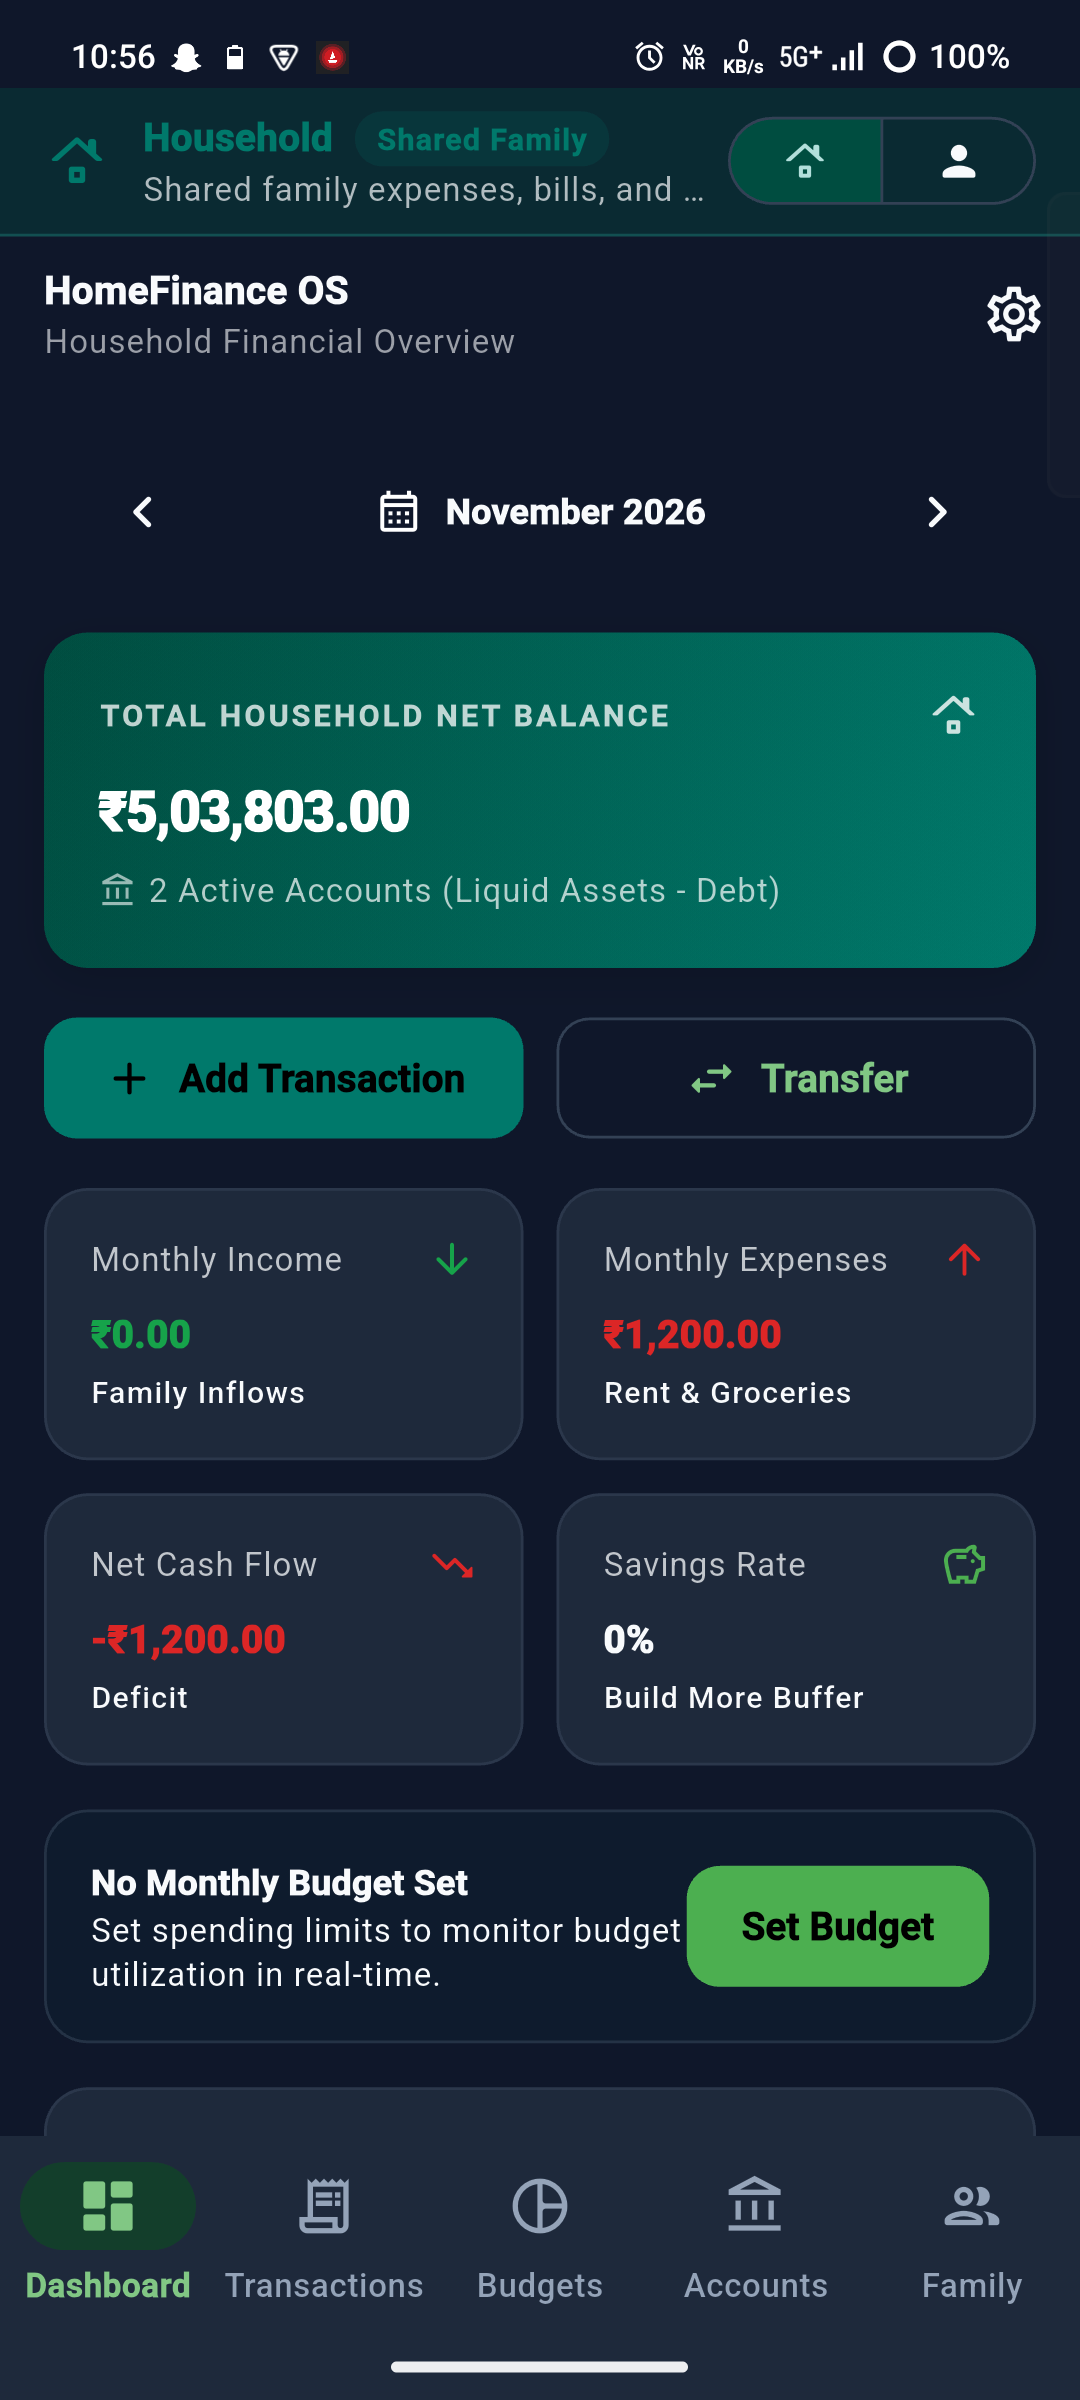 10:56
Vo NR
0 KB/s
5G+
100%
Household
Shared Family
Shared family expenses, bills, and ...
HomeFinance OS
Household Financial Overview
November 2026
TOTAL HOUSEHOLD NET BALANCE
₹5,03,803.00
2 Active Accounts (Liquid Assets - Debt)
Add Transaction
Transfer
Monthly Income
₹0.00
Family Inflows
Monthly Expenses
₹1,200.00
Rent & Groceries
Net Cash Flow
-₹1,200.00
Deficit
Savings Rate
0%
Build More Buffer
No Monthly Budget Set
Set spending limits to monitor budget
utilization in real-time.
Set Budget
Dashboard
Transactions
Budgets
Accounts
Family